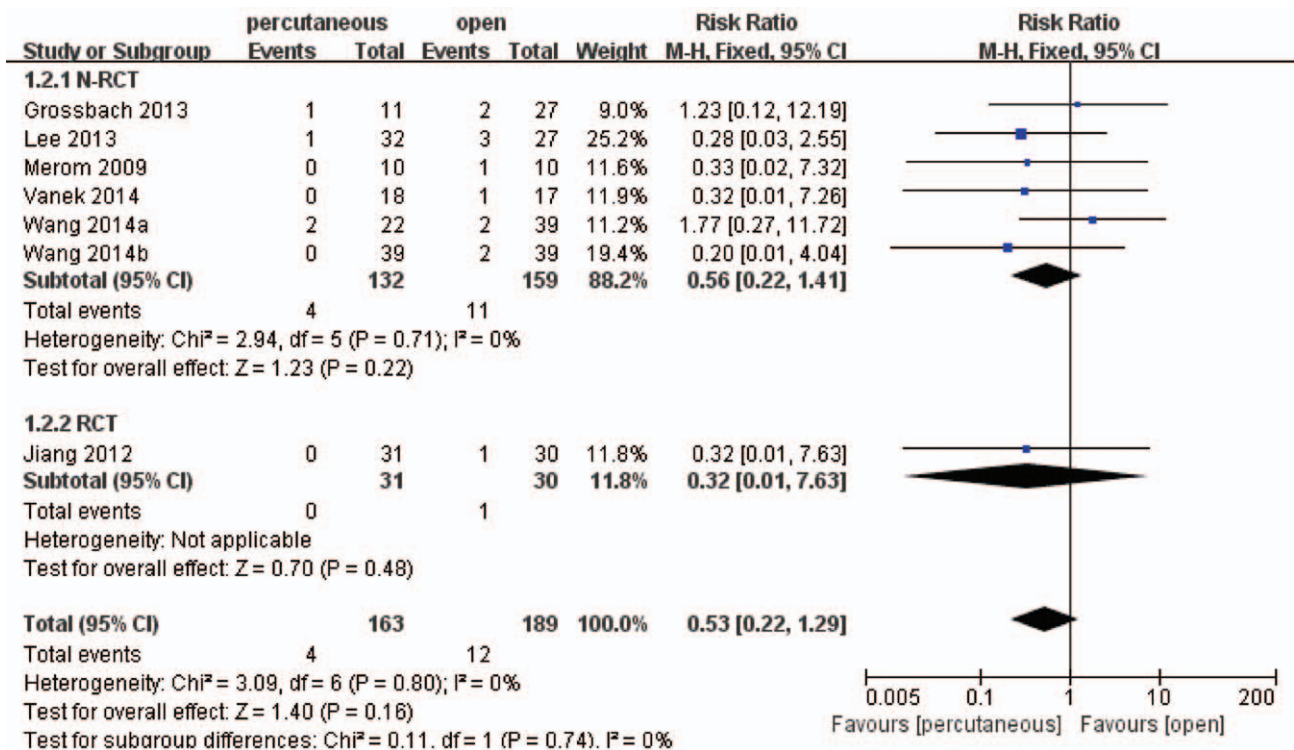 percutaneous open Risk Ratio Risk Ratio
Study or Subgroup Events Total Events Total Weight M-H, Fixed, 95% CI M-H, Fixed, 95% CI
1.2.1 N-RCT
Grossbach 2013 1 11 2 27 9.0% 1.23 [0.12, 12.19]
Lee 2013 1 32 3 27 25.2% 0.28 [0.03, 2.55]
Merom 2009 0 10 1 10 11.6% 0.33 [0.02, 7.32]
Vanek 2014 0 18 1 17 11.9% 0.32 [0.01, 7.26]
Wang 2014a 2 22 2 39 11.2% 1.77 [0.27, 11.72]
Wang 2014b 0 39 2 39 19.4% 0.20 [0.01, 4.04]
Subtotal (95% CI) 132 159 88.2% 0.56 [0.22, 1.41]
Total events 4 11
Heterogeneity: Chi² = 2.94, df = 5 (P = 0.71); I² = 0%
Test for overall effect: Z = 1.23 (P = 0.22)
1.2.2 RCT
Jiang 2012 0 31 1 30 11.8% 0.32 [0.01, 7.63]
Subtotal (95% CI) 31 30 11.8% 0.32 [0.01, 7.63]
Total events 0 1
Heterogeneity: Not applicable
Test for overall effect: Z = 0.70 (P = 0.48)
Total (95% CI) 163 189 100.0% 0.53 [0.22, 1.29]
Total events 4 12
Heterogeneity: Chi² = 3.09, df = 6 (P = 0.80); I² = 0%
Test for overall effect: Z = 1.40 (P = 0.16)
Test for subgroup differences: Chi² = 0.11, df = 1 (P = 0.74), I² = 0%
0.005 0.1 1 10 200
Favours [percutaneous] Favours [open]